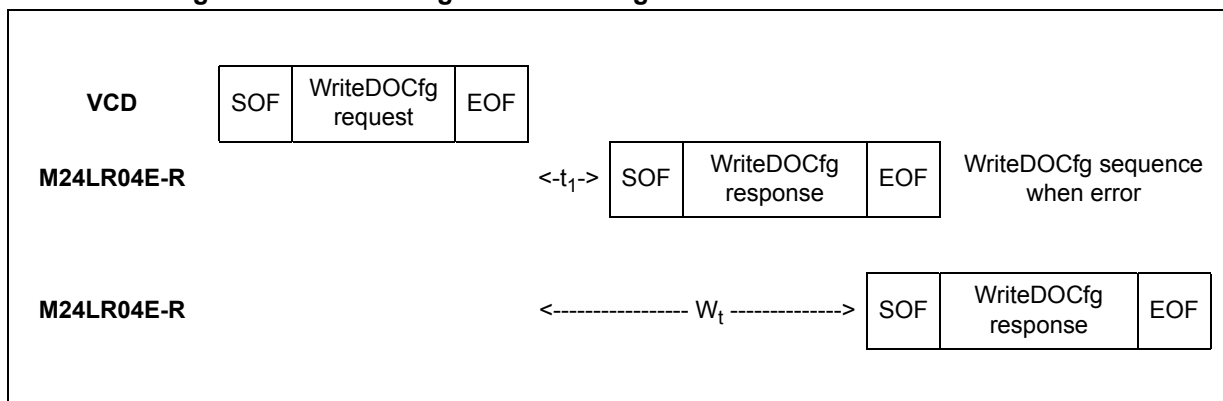 VCD
SOF
WriteDOCfg
request
EOF
M24LR04E-R
<-t1->
SOF
WriteDOCfg
response
EOF
WriteDOCfg sequence
when error
M24LR04E-R
<----------------- Wt -------------->
SOF
WriteDOCfg
response
EOF